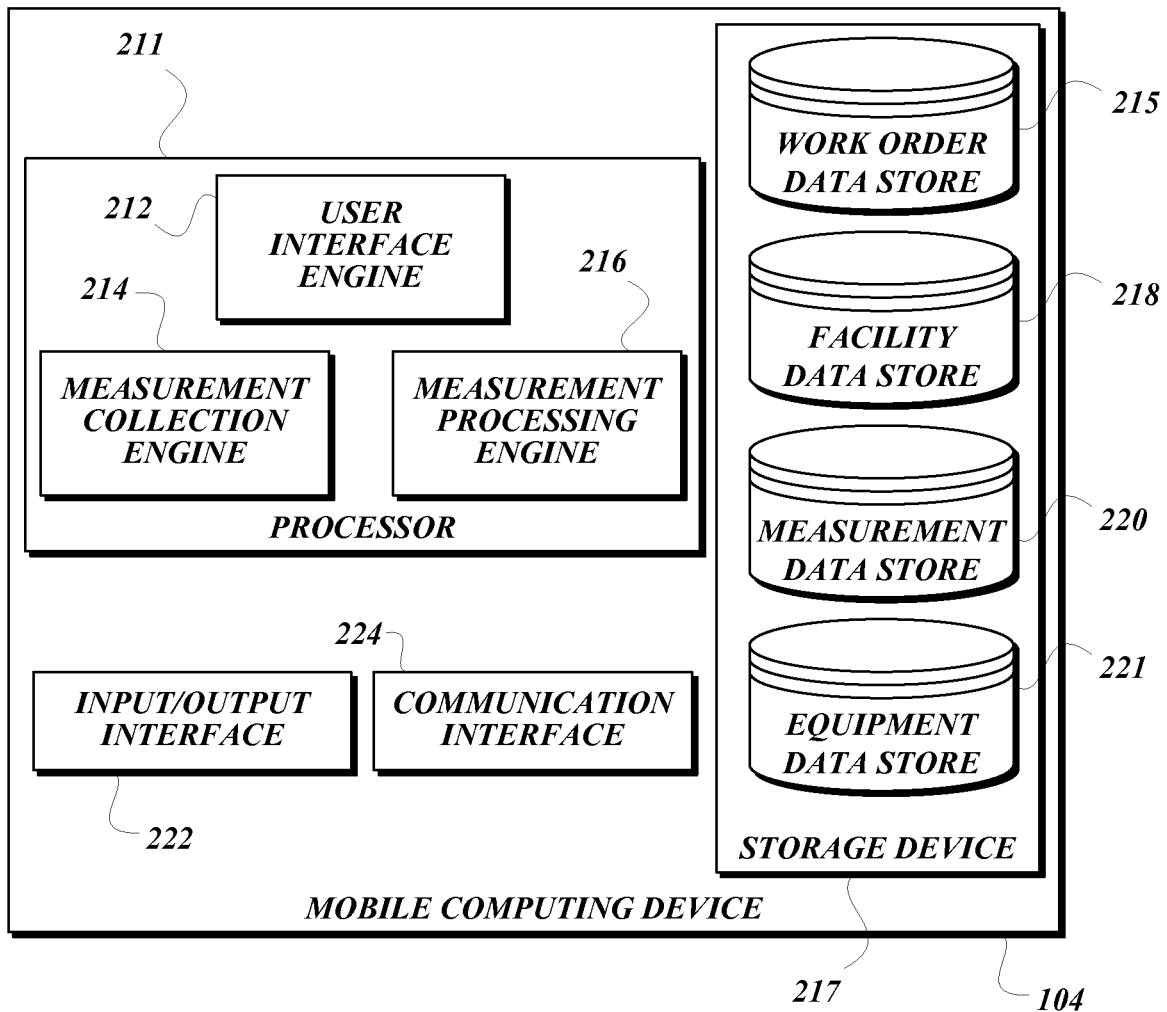 211
212
USER
INTERFACE
ENGINE
214
MEASUREMENT
COLLECTION
ENGINE
216
MEASUREMENT
PROCESSING
ENGINE
PROCESSOR
INPUT/OUTPUT
INTERFACE
222
224
COMMUNICATION
INTERFACE
WORK ORDER
DATA STORE
215
FACILITY
DATA STORE
218
MEASUREMENT
DATA STORE
220
EQUIPMENT
DATA STORE
221
STORAGE DEVICE
217
MOBILE COMPUTING DEVICE
104